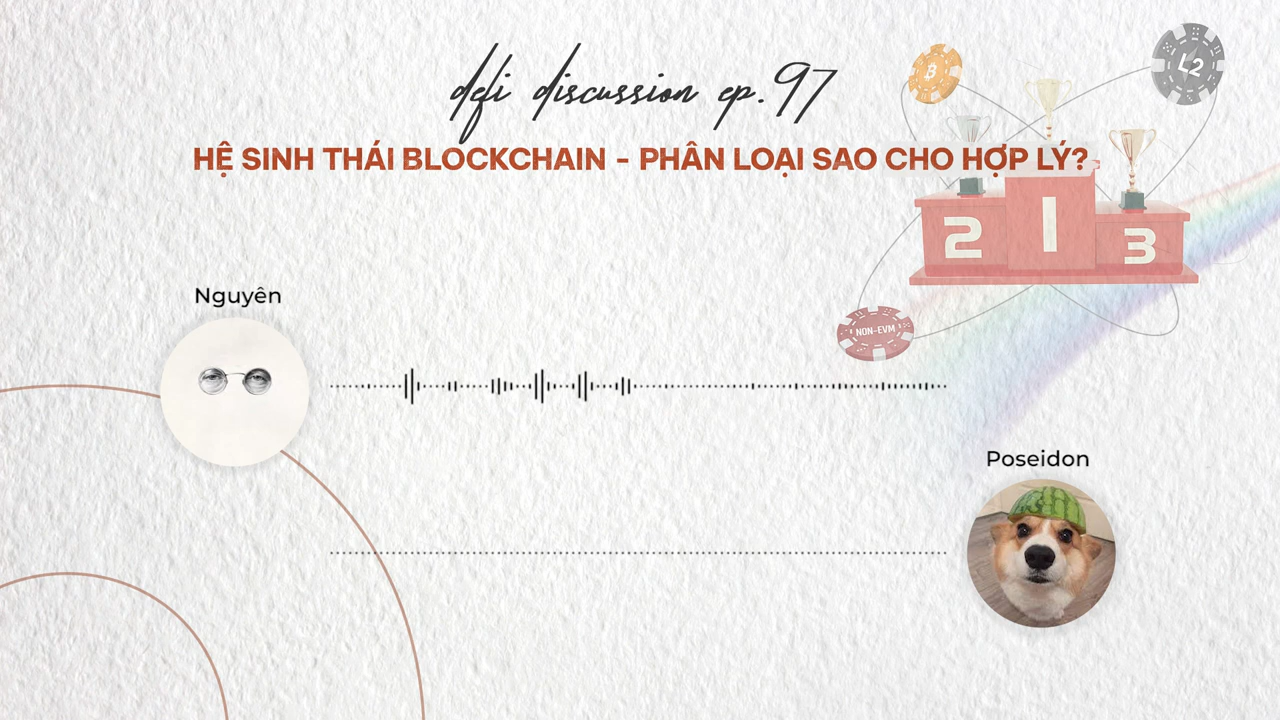 defi discussion ep.97
HỆ SINH THÁI BLOCKCHAIN - PHÂN LOẠI SAO CHO HỢP LÝ?
B
L2
2
1
3
NON-EVM
Nguyên
Poseidon